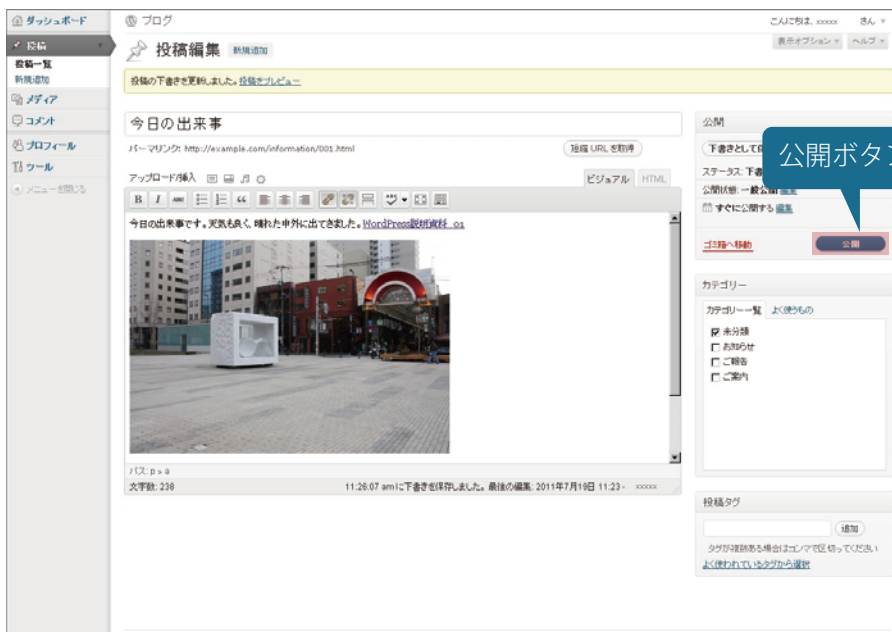 ダッシュボード
投稿
投稿一覧
新規追加
メディア
コメント
プロフィール
ツール
メニューを閉じる
ブログ
こんにちは、xxxxx さん
表示オプション
ヘルプ
投稿編集 新規追加
投稿の下書きを更新しました。投稿をプレビュー
今日の出来事
パーマリンク: http://example.com/information/001.html
短縮 URL を取得
アップロード/挿入
ビジュアル HTML
B I ABC
今日の出来事です。天気も良く、晴れた中外に出てきました。WordPress説明資料_01
パス: p » a
文字数: 238
11:26:07 amに下書きを保存しました。最後の編集: 2011年7月19日 11:23 - xxxxx
公開
下書きとして
公開ボタン
ステータス: 下書
公開状態: 一般公開 編集
すぐに公開する 編集
ゴミ箱へ移動
公開
カテゴリー
カテゴリー一覧 よく使うもの
未分類
お知らせ
ご報告
ご案内
投稿タグ
追加
タグが複数ある場合はコンマで区切ってください
よく使われているタグから選択